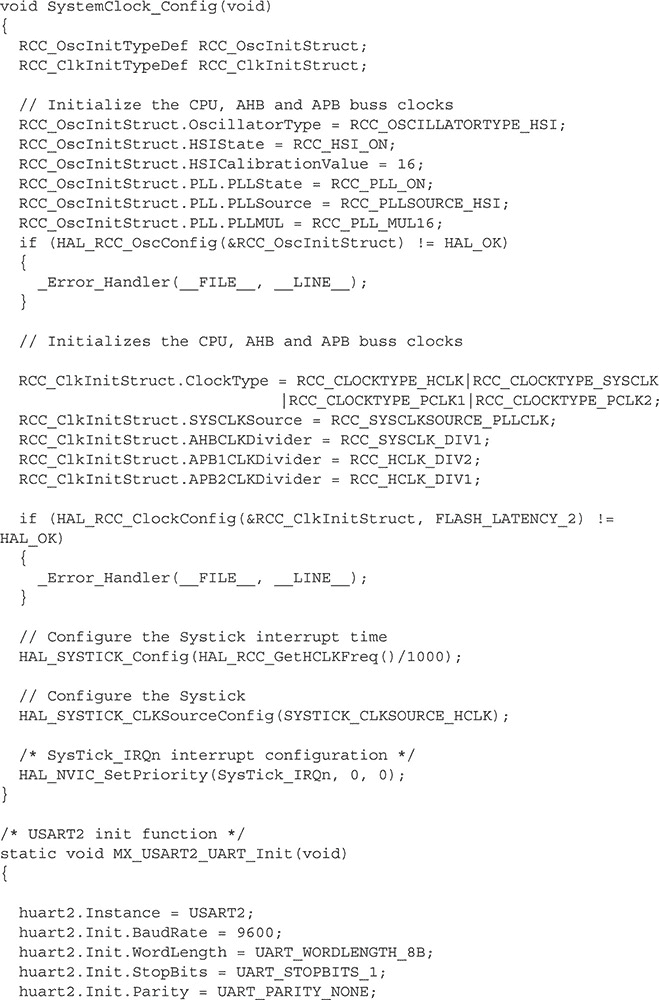 void SystemClock_Config(void)
{
  RCC_OscInitTypeDef RCC_OscInitStruct;
  RCC_ClkInitTypeDef RCC_ClkInitStruct;

  // Initialize the CPU, AHB and APB buss clocks
  RCC_OscInitStruct.OscillatorType = RCC_OSCILLATORTYPE_HSI;
  RCC_OscInitStruct.HSIState = RCC_HSI_ON;
  RCC_OscInitStruct.HSICalibrationValue = 16;
  RCC_OscInitStruct.PLL.PLLState = RCC_PLL_ON;
  RCC_OscInitStruct.PLL.PLLSource = RCC_PLLSOURCE_HSI;
  RCC_OscInitStruct.PLL.PLLMUL = RCC_PLL_MUL16;
  if (HAL_RCC_OscConfig(&RCC_OscInitStruct) != HAL_OK)
  {
    _Error_Handler(__FILE__, __LINE__);
  }

  // Initializes the CPU, AHB and APB buss clocks

  RCC_ClkInitStruct.ClockType = RCC_CLOCKTYPE_HCLK|RCC_CLOCKTYPE_SYSCLK
                              |RCC_CLOCKTYPE_PCLK1|RCC_CLOCKTYPE_PCLK2;
  RCC_ClkInitStruct.SYSCLKSource = RCC_SYSCLKSOURCE_PLLCLK;
  RCC_ClkInitStruct.AHBCLKDivider = RCC_SYSCLK_DIV1;
  RCC_ClkInitStruct.APB1CLKDivider = RCC_HCLK_DIV2;
  RCC_ClkInitStruct.APB2CLKDivider = RCC_HCLK_DIV1;

  if (HAL_RCC_ClockConfig(&RCC_ClkInitStruct, FLASH_LATENCY_2) !=
HAL_OK)
  {
    _Error_Handler(__FILE__, __LINE__);
  }

  // Configure the Systick interrupt time
  HAL_SYSTICK_Config(HAL_RCC_GetHCLKFreq()/1000);

  // Configure the Systick
  HAL_SYSTICK_CLKSourceConfig(SYSTICK_CLKSOURCE_HCLK);

  /* SysTick_IRQn interrupt configuration */
  HAL_NVIC_SetPriority(SysTick_IRQn, 0, 0);
}

/* USART2 init function */
static void MX_USART2_UART_Init(void)
{

  huart2.Instance = USART2;
  huart2.Init.BaudRate = 9600;
  huart2.Init.WordLength = UART_WORDLENGTH_8B;
  huart2.Init.StopBits = UART_STOPBITS_1;
  huart2.Init.Parity = UART_PARITY_NONE;